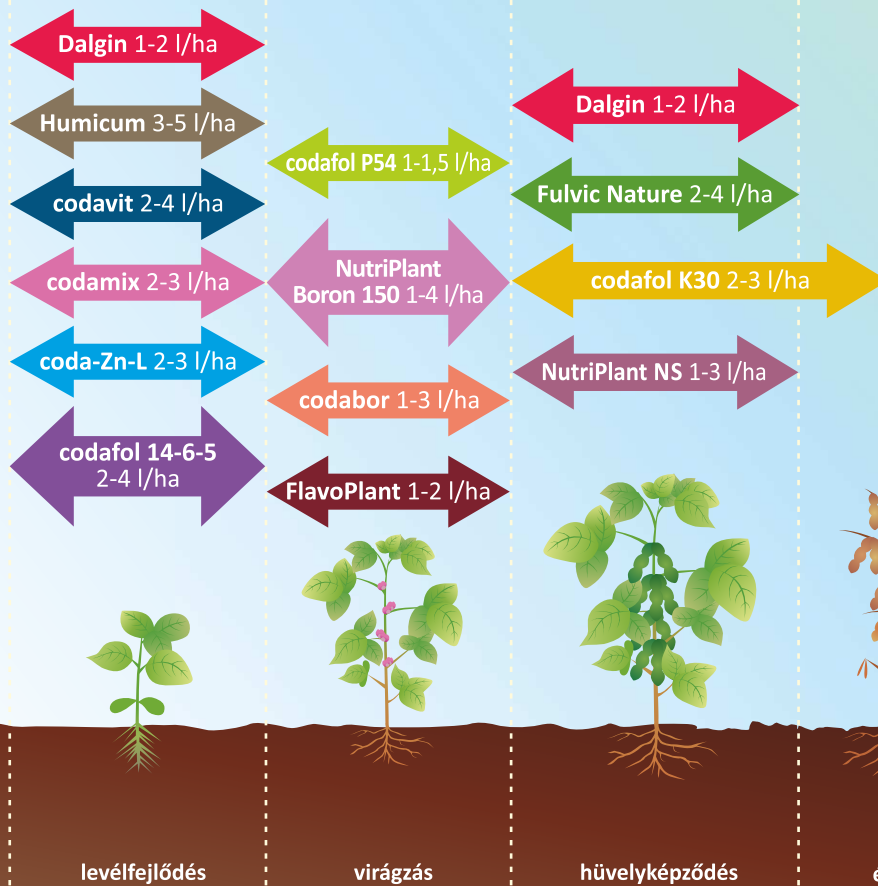 Dalgin 1-2 l/ha
Humicum 3-5 l/ha
codavit 2-4 l/ha
codamix 2-3 l/ha
coda-Zn-L 2-3 l/ha
codafol 14-6-5
2-4 l/ha
codafol P54 1-1,5 l/ha
NutriPlant
Boron 150 1-4 l/ha
codabor 1-3 l/ha
FlavoPlant 1-2 l/ha
Dalgin 1-2 l/ha
Fulvic Nature 2-4 l/ha
codafol K30 2-3 l/ha
NutriPlant NS 1-3 l/ha
levélfejlődés
virágzás
hüvelyképződés